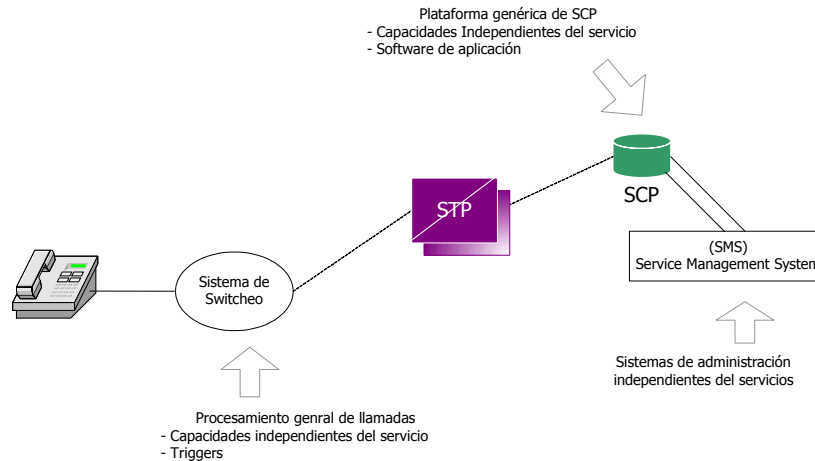 Plataforma genérica de SCP
- Capacidades Independientes del servicio
- Software de aplicación
STP
SCP
(SMS)
Service Management System
Sistema de
Switcheo
Sistemas de administración
independientes del servicios
Procesamiento genral de llamadas
- Capacidades independientes del servicio
- Triggers